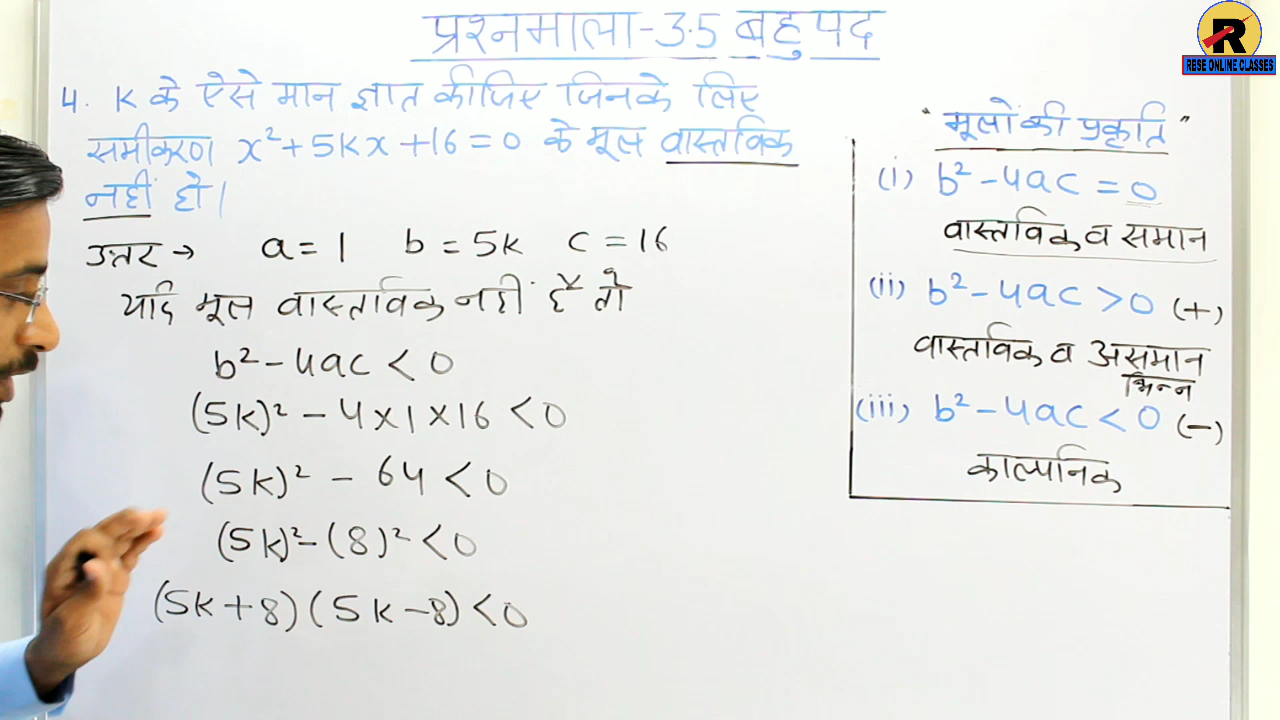 प्रश्नमाला-3.5 बहुपद
R
RESE ONLINE CLASSES
4. K के ऐसे मान ज्ञात कीजिए जिनके लिए
समीकरण x²+5kx+16=0 के मूल वास्तविक
नहीं हो।
उत्तर → a=1 b=5k c=16
यदि मूल वास्तविक नहीं हैं तो
b²-4ac<0
(5k)²-4×1×16<0
(5k)²-64<0
(5k)²-(8)²<0
(5k+8)(5k-8)<0
"मूलों की प्रकृति"
(i) b²-4ac=0
वास्तविक व समान
(ii) b²-4ac>0 (+)
वास्तविक व असमान
भिन्न
(iii) b²-4ac<0 (-)
काल्पनिक